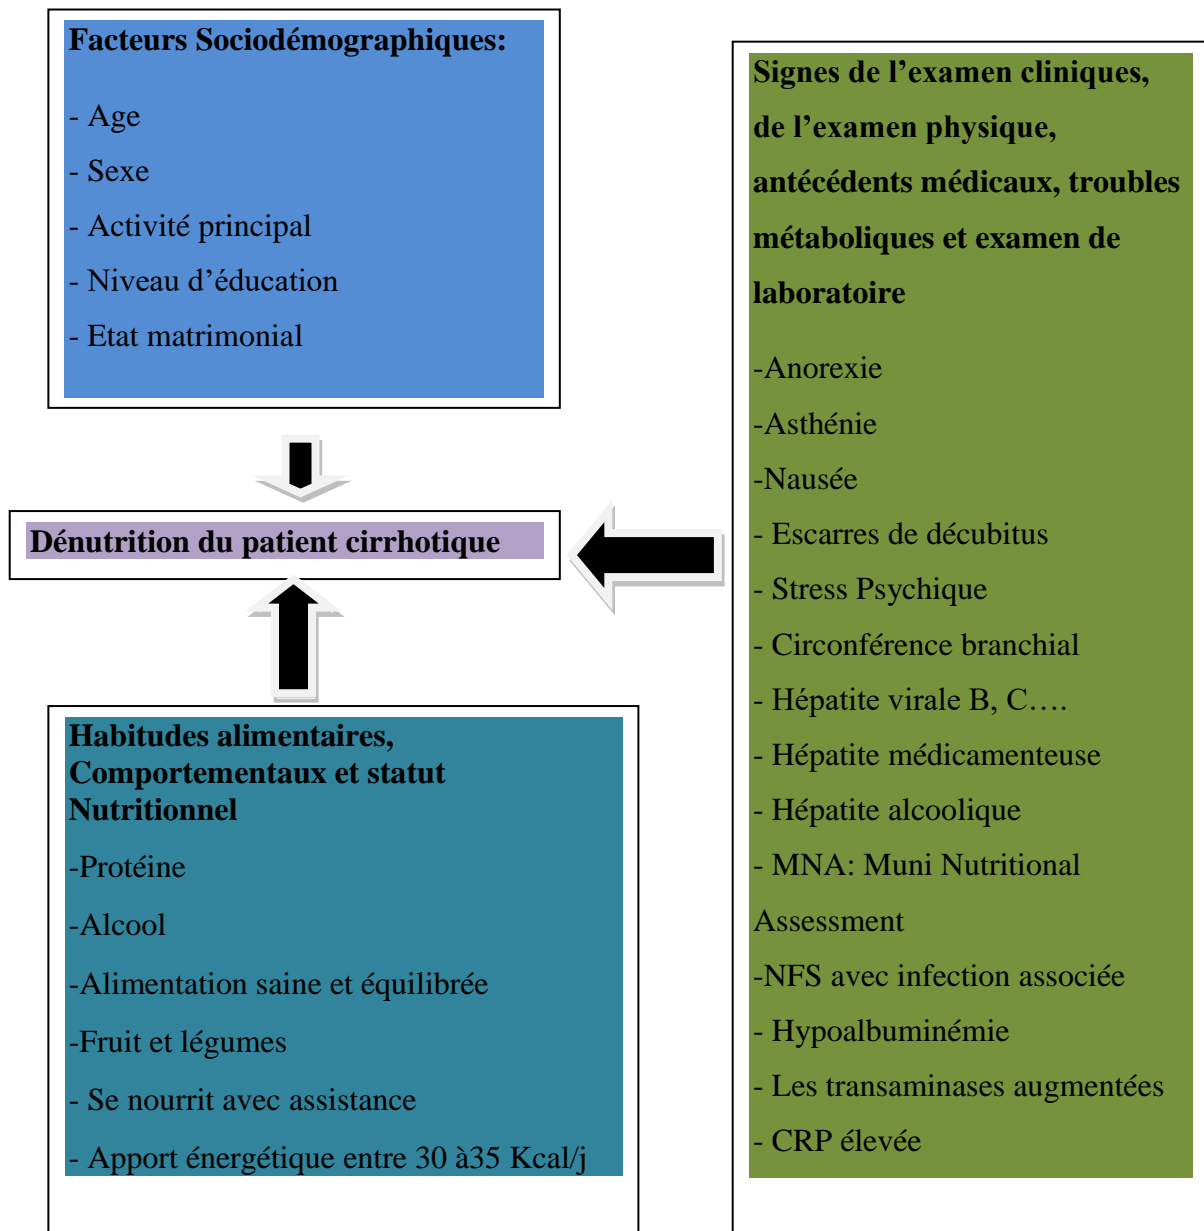 Facteurs Sociodémographiques:
- Age
- Sexe
- Activité principal
- Niveau d’éducation
- Etat matrimonial
Dénutrition du patient cirrhotique
Habitudes alimentaires,
Comportementaux et statut
Nutritionnel
-Protéine
-Alcool
-Alimentation saine et équilibrée
-Fruit et légumes
- Se nourrit avec assistance
- Apport énergétique entre 30 à35 Kcal/j
Signes de l’examen cliniques,
de l’examen physique,
antécédents médicaux, troubles
métaboliques et examen de
laboratoire
-Anorexie
-Asthénie
-Nausée
- Escarres de décubitus
- Stress Psychique
- Circonférence branchial
- Hépatite virale B, C….
- Hépatite médicamenteuse
- Hépatite alcoolique
- MNA: Muni Nutritional
Assessment
-NFS avec infection associée
- Hypoalbuminémie
- Les transaminases augmentées
- CRP élevée